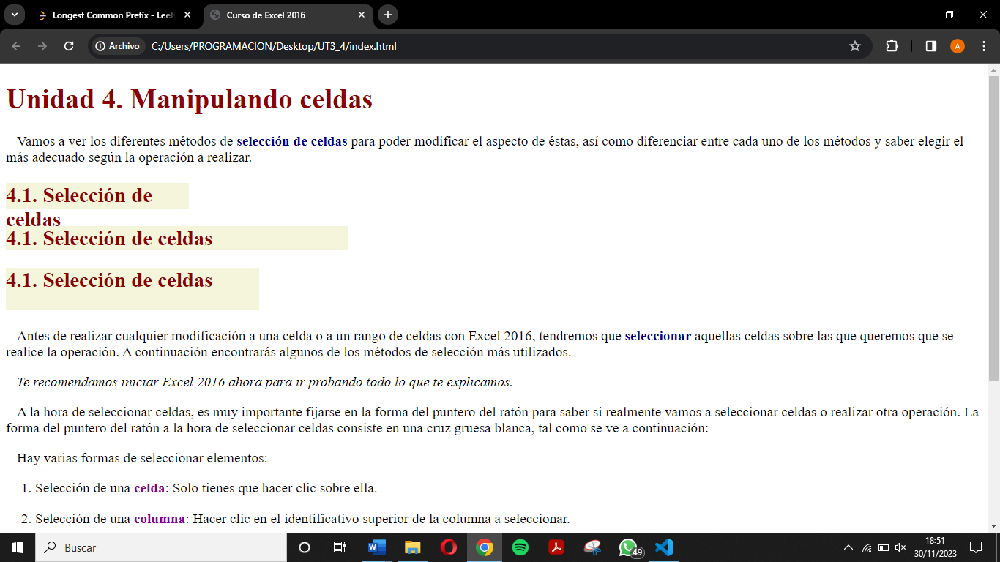 Longest Common Prefix - Leet
Curso de Excel 2016
Archivo
C:/Users/PROGRAMACION/Desktop/UT3_4/index.html
A
Unidad 4. Manipulando celdas
Vamos a ver los diferentes métodos de selección de celdas para poder modificar el aspecto de éstas, así como diferenciar entre cada uno de los métodos y saber elegir el
más adecuado según la operación a realizar.
4.1. Selección de
celdas
4.1. Selección de celdas
4.1. Selección de celdas
Antes de realizar cualquier modificación a una celda o a un rango de celdas con Excel 2016, tendremos que seleccionar aquellas celdas sobre las que queremos que se
realice la operación. A continuación encontrarás algunos de los métodos de selección más utilizados.
Te recomendamos iniciar Excel 2016 ahora para ir probando todo lo que te explicamos.
A la hora de seleccionar celdas, es muy importante fijarse en la forma del puntero del ratón para saber si realmente vamos a seleccionar celdas o realizar otra operación. La
forma del puntero del ratón a la hora de seleccionar celdas consiste en una cruz gruesa blanca, tal como se ve a continuación:
Hay varias formas de seleccionar elementos:
1. Selección de una celda: Solo tienes que hacer clic sobre ella.
2. Selección de una columna: Hacer clic en el identificativo superior de la columna a seleccionar.
Buscar
49
18:51
30/11/2023